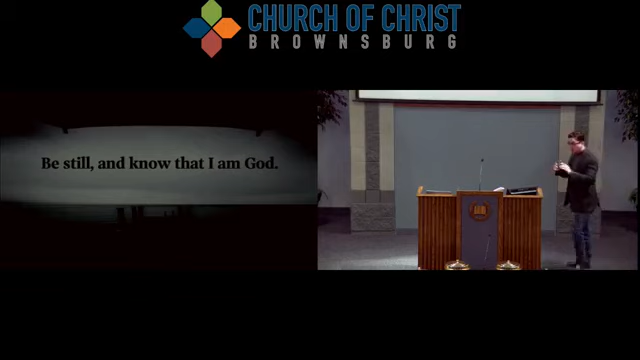 CHURCH OF CHRIST
BROWNSBURG
Be still, and know that I am God.